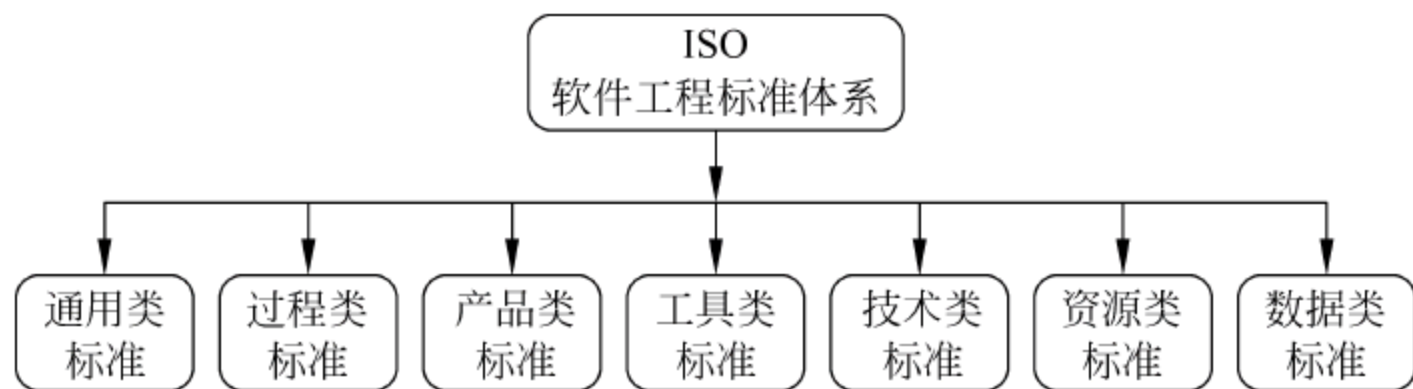 ISO
软件工程标准体系
通用类
标准
过程类
标准
产品类
标准
工具类
标准
技术类
标准
资源类
标准
数据类
标准